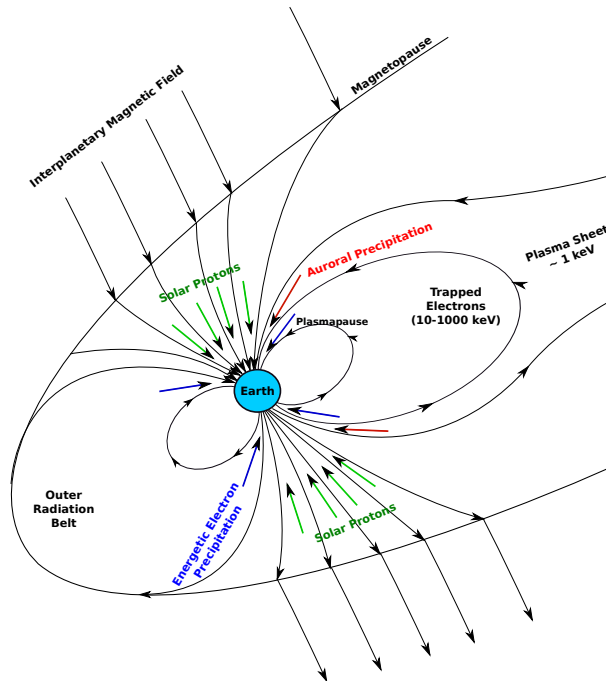 Magnetopause
Interplanetary Magnetic Field
Auroral Precipitation
Plasma Sheet
~ 1 keV
Solar Protons
Trapped
Electrons
(10-1000 keV)
Plasmapause
Earth
Outer
Radiation
Belt
Energetic Electron
Precipitation
Solar Protons